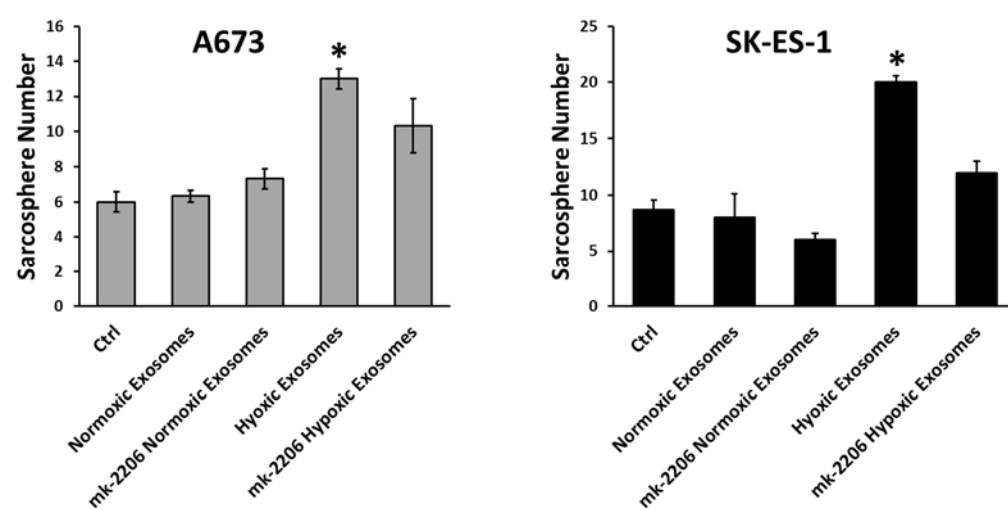 A673
*
Sarcosphere Number
16
14
12
10
8
6
4
2
0
Ctrl
Normoxic Exosomes
mk-2206 Normoxic Exosomes
Hyoxic Exosomes
mk-2206 Hypoxic Exosomes
SK-ES-1
*
Sarcosphere Number
25
20
15
10
5
0
Ctrl
Normoxic Exosomes
mk-2206 Normoxic Exosomes
Hyoxic Exosomes
mk-2206 Hypoxic Exosomes